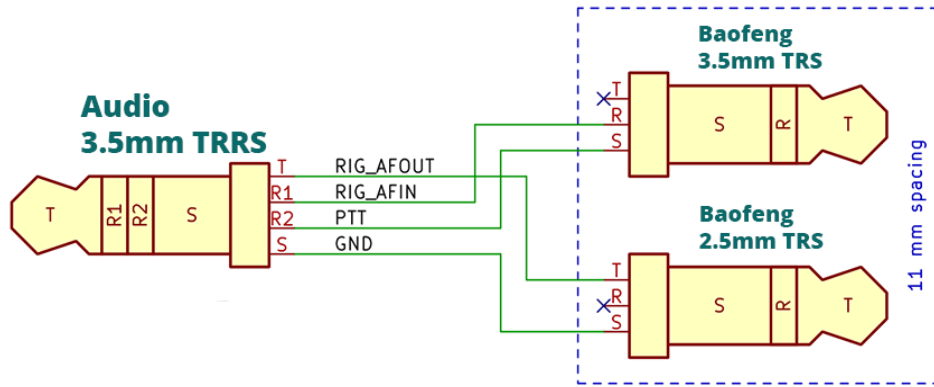 Baofeng
3.5mm TRS
T
R
S
S
R
T
Audio
3.5mm TRRS
T
R1
R2
S
T
R1
R2
S
RIG_AFOUT
RIG_AFIN
PTT
GND
Baofeng
2.5mm TRS
T
R
S
S
R
T
11 mm spacing